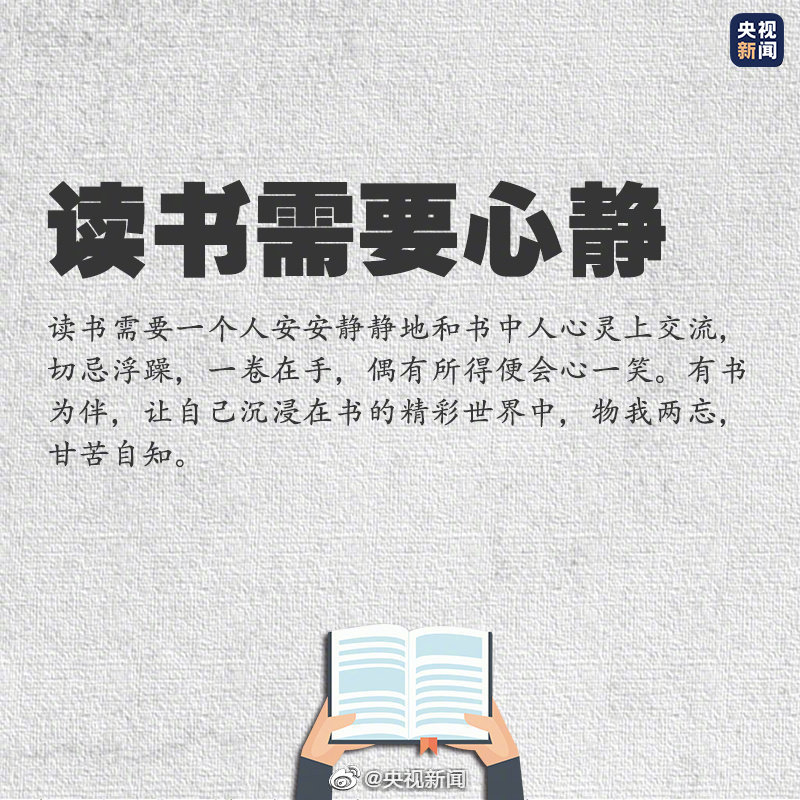 央视
新闻
读书需要心静
读书需要一个人安安静静地和书中人心灵上交流，
切忌浮躁，一卷在手，偶有所得便会心一笑。有书
为伴，让自己沉浸在书的精彩世界中，物我两忘，
甘苦自知。
@央视新闻